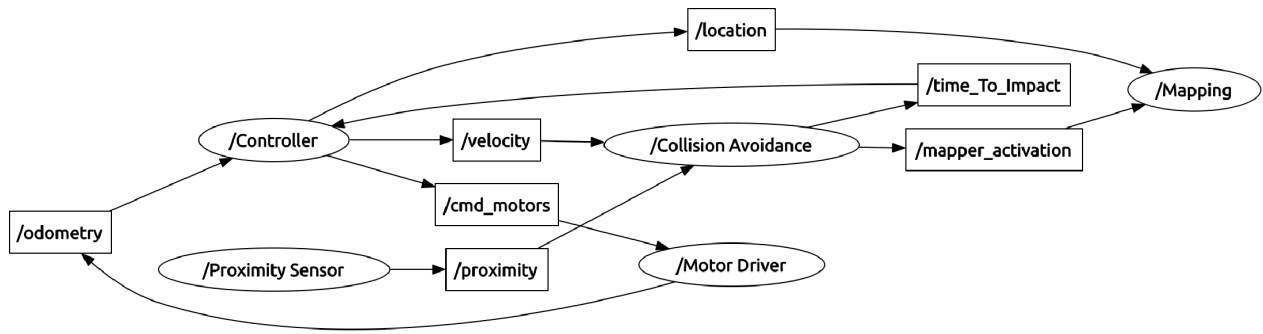 /location
/time_To_Impact
/Mapping
/Controller
/velocity
/Collision Avoidance
/mapper_activation
/cmd_motors
/odometry
/Proximity Sensor
/proximity
/Motor Driver